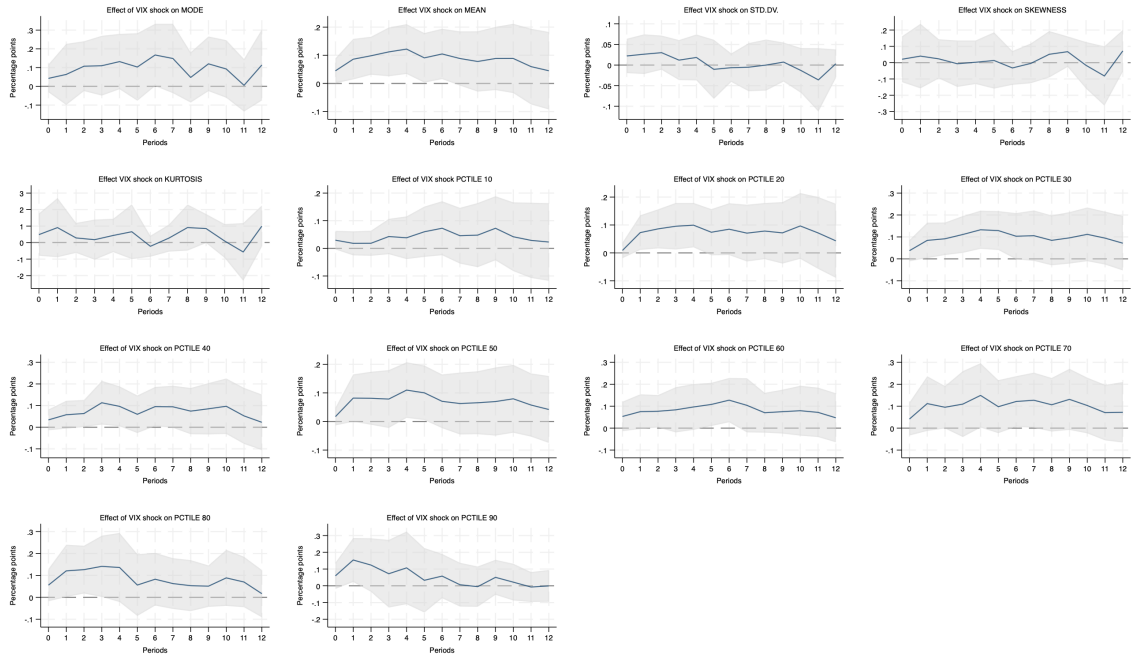 Effect of VIX shock on MODE
Percentage points
.3
.2
.1
0
-.1
0 1 2 3 4 5 6 7 8 9 10 11 12
Periods
Effect of VIX shock on MEAN
Percentage points
.2
.1
0
-.1
0 1 2 3 4 5 6 7 8 9 10 11 12
Periods
Effect of VIX shock on STD.DV.
Percentage points
.1
.05
0
-.05
-.1
0 1 2 3 4 5 6 7 8 9 10 11 12
Periods
Effect of VIX shock on SKEWNESS
Percentage points
.2
.1
0
-.1
-.2
-.3
0 1 2 3 4 5 6 7 8 9 10 11 12
Periods
Effect VIX shock on KURTOSIS
Percentage points
3
2
1
0
-1
-2
0 1 2 3 4 5 6 7 8 9 10 11 12
Periods
Effect of VIX shock PCTILE 10
Percentage points
.2
.1
0
-.1
0 1 2 3 4 5 6 7 8 9 10 11 12
Periods
Effect of VIX shock on PCTILE 20
Percentage points
.2
.1
0
-.1
0 1 2 3 4 5 6 7 8 9 10 11 12
Periods
Effect of VIX shock on PCTILE 30
Percentage points
.3
.2
.1
0
-.1
0 1 2 3 4 5 6 7 8 9 10 11 12
Periods
Effect of VIX shock on PCTILE 40
Percentage points
.3
.2
.1
0
-.1
0 1 2 3 4 5 6 7 8 9 10 11 12
Periods
Effect of VIX shock on PCTILE 50
Percentage points
.2
.1
0
-.1
0 1 2 3 4 5 6 7 8 9 10 11 12
Periods
Effect of VIX shock on PCTILE 60
Percentage points
.3
.2
.1
0
-.1
0 1 2 3 4 5 6 7 8 9 10 11 12
Periods
Effect of VIX shock on PCTILE 70
Percentage points
.3
.2
.1
0
-.1
0 1 2 3 4 5 6 7 8 9 10 11 12
Periods
Effect of VIX shock on PCTILE 80
Percentage points
.3
.2
.1
0
-.1
0 1 2 3 4 5 6 7 8 9 10 11 12
Periods
Effect of VIX shock on PCTILE 90
Percentage points
.3
.2
.1
0
-.1
-.2
0 1 2 3 4 5 6 7 8 9 10 11 12
Periods